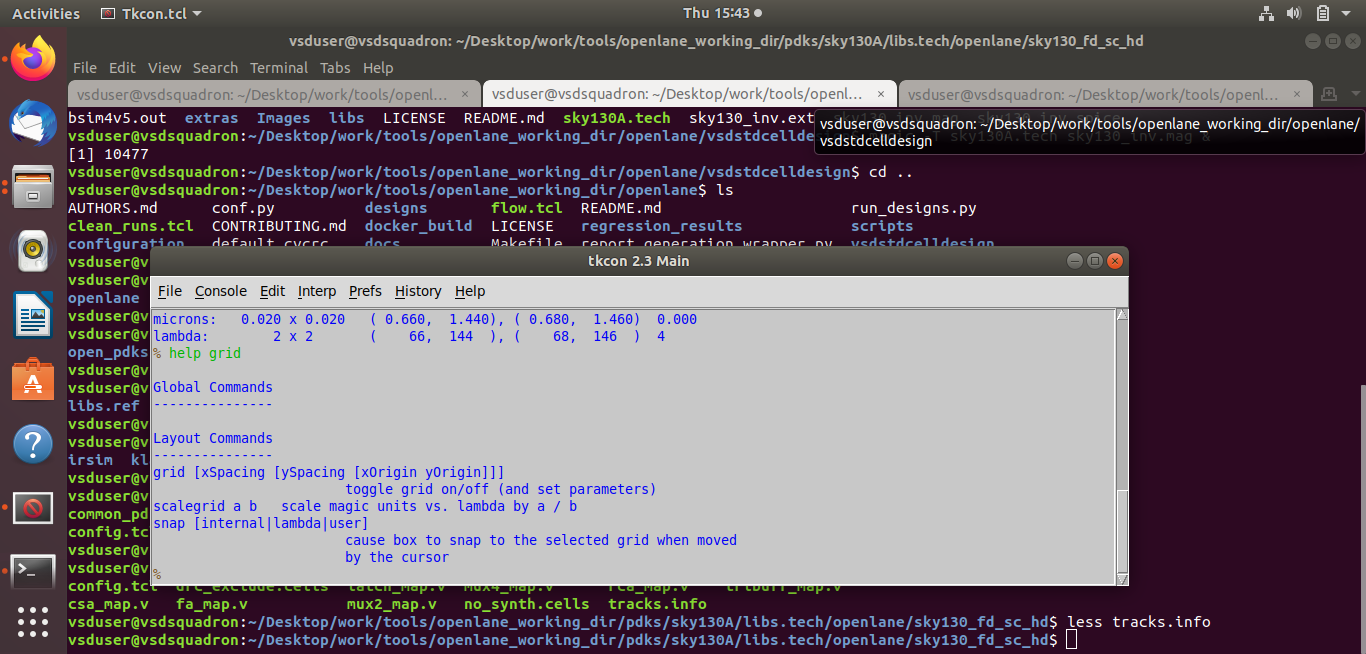 Activities Tkcon.tcl Thu 15:43
vsduser@vsdsquadron: ~/Desktop/work/tools/openlane_working_dir/pdks/sky130A/libs.tech/openlane/sky130_fd_sc_hd
File Edit View Search Terminal Tabs Help
vsduser@vsdsquadron: ~/Desktop/work/tools/openl... × vsduser@vsdsquadron: ~/Desktop/work/tools/openl... × vsduser@vsdsquadron: ~/Desktop/work/tools/openl... ×
bsim4v5.out extras Images libs LICENSE README.md sky130A.tech sky130_inv.ext
vsduser@vsdsquadron: ~/Desktop/work/tools/openlane_working_dir/openlane/
vsdstdcelldesign
vsduser@vsdsquadron:~/Desktop/work/tools/openlane_working_dir/openlane/vsdstdcelldesign
[1] 10477
vsduser@vsdsquadron:~/Desktop/work/tools/openlane_working_dir/openlane/vsdstdcelldesign$ cd ..
vsduser@vsdsquadron:~/Desktop/work/tools/openlane_working_dir/openlane$ ls
AUTHORS.md conf.py designs flow.tcl README.md run_designs.py
clean_runs.tcl CONTRIBUTING.md docker_build LICENSE regression_results scripts
configuration default.cvcrc docs Makefile report_generation_wrapper.py vsdstdcelldesign
vsduser@v
vsduser@v
openlane
vsduser@v
vsduser@v
open_pdks
vsduser@v
vsduser@v
libs.ref
vsduser@v
vsduser@v
irsim kl
vsduser@v
vsduser@v
common_pd
config.tc
vsduser@v
vsduser@v
tkcon 2.3 Main
File Console Edit Interp Prefs History Help
microns: 0.020 x 0.020 ( 0.660, 1.440), ( 0.680, 1.460) 0.000
lambda: 2 x 2 ( 66, 144 ), ( 68, 146 ) 4
% help grid
Global Commands
---------------
Layout Commands
---------------
grid [xSpacing [ySpacing [xOrigin yOrigin]]]
toggle grid on/off (and set parameters)
scalegrid a b scale magic units vs. lambda by a / b
snap [internal|lambda|user]
cause box to snap to the selected grid when moved
by the cursor
%
config.tcl drc_exclude.cells latch_map.v mux4_map.v rca_map.v tribuff_map.v
csa_map.v fa_map.v mux2_map.v no_synth.cells tracks.info
vsduser@vsdsquadron:~/Desktop/work/tools/openlane_working_dir/pdks/sky130A/libs.tech/openlane/sky130_fd_sc_hd$ less tracks.info
vsduser@vsdsquadron:~/Desktop/work/tools/openlane_working_dir/pdks/sky130A/libs.tech/openlane/sky130_fd_sc_hd$